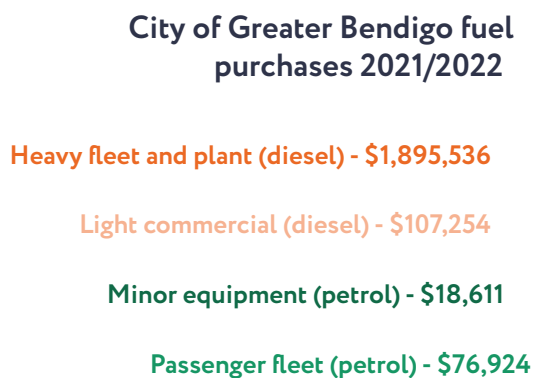 City of Greater Bendigo fuel
purchases 2021/2022
Heavy fleet and plant (diesel) - $1,895,536
Light commercial (diesel) - $107,254
Minor equipment (petrol) - $18,611
Passenger fleet (petrol) - $76,924